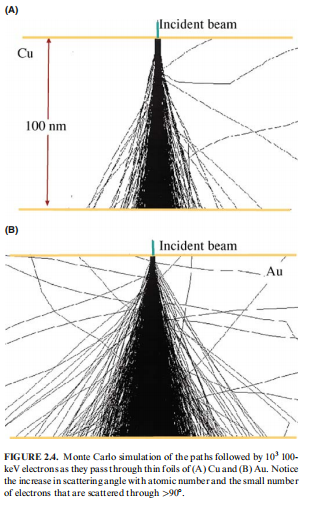 (A)
Incident beam
Cu
100 nm
(B)
Incident beam
Au
FIGURE 2.4. Monte Carlo simulation of the paths followed by 10³ 100-
keV electrons as they pass through thin foils of (A) Cu and (B) Au. Notice
the increase in scattering angle with atomic number and the small number
of electrons that are scattered through >90°.